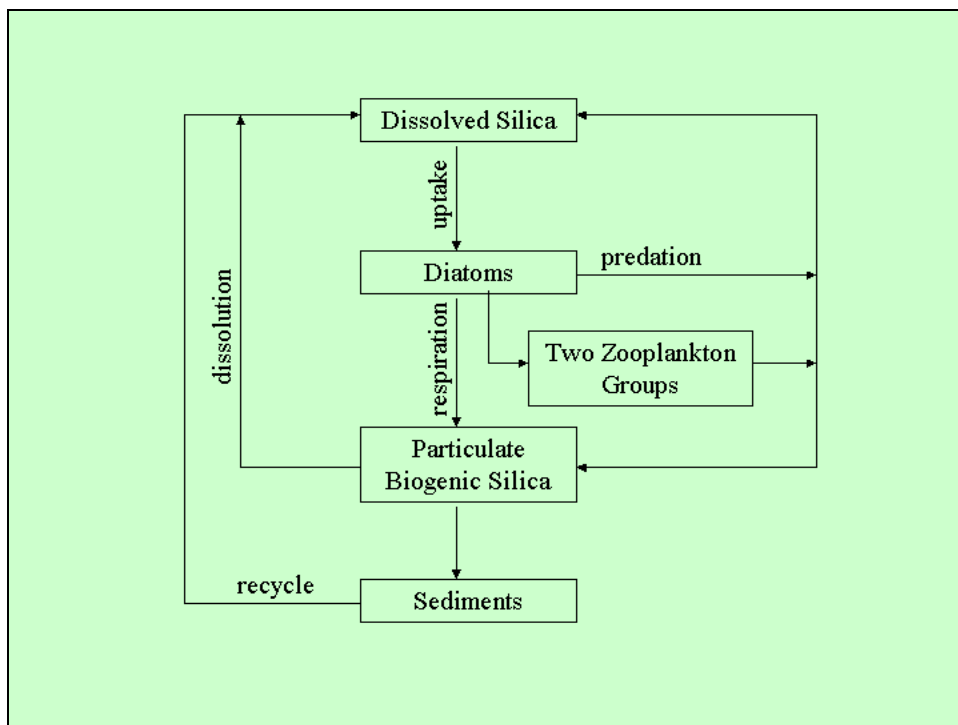 Dissolved Silica
uptake
Diatoms
predation
dissolution
respiration
Two Zooplankton
Groups
Particulate
Biogenic Silica
recycle
Sediments